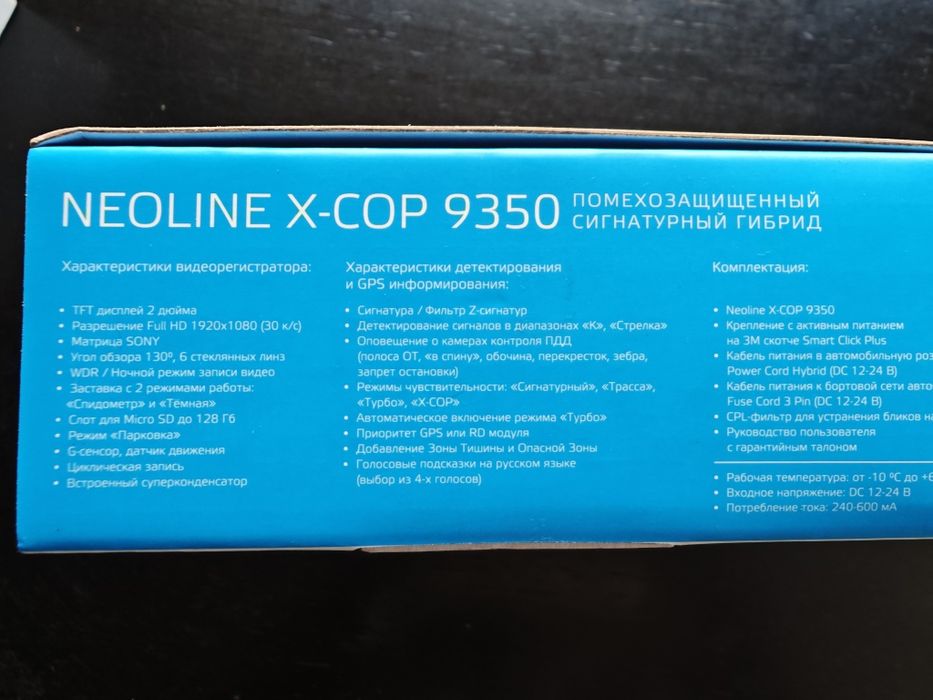 NEOLINE X-COP 9350
ПОМЕХОЗАЩИЩЕННЫЙ
СИГНАТУРНЫЙ ГИБРИД
Характеристики видеорегистратора:
• TFT дисплей 2 дюйма
• Разрешение Full HD 1920x1080 (30 к/с)
• Матрица SONY
• Угол обзора 130º, 6 стеклянных линз
• WDR / Ночной режим записи видео
• Заставка с 2 режимами работы:
«Спидометр» и «Тёмная»
• Слот для Micro SD до 128 Гб
• Режим «Парковка»
• G-сенсор, датчик движения
• Циклическая запись
• Встроенный суперконденсатор
Характеристики детектирования
и GPS информирования:
• Сигнатура / Фильтр Z-сигнатур
• Детектирование сигналов в диапазонах «К», «Стрелка»
• Оповещение о камерах контроля ПДД
(полоса ОТ, «в спину», обочина, перекресток, зебра,
запрет остановки)
• Режимы чувствительности: «Сигнатурный», «Трасса»,
«Турбо», «X-COP»
• Автоматическое включение режима «Турбо»
• Приоритет GPS или RD модуля
• Добавление Зоны Тишины и Опасной Зоны
• Голосовые подсказки на русском языке
(выбор из 4-х голосов)
Комплектация:
• Neoline X-COP 9350
• Крепление с активным питанием
на 3М скотче Smart Click Plus
• Кабель питания в автомобильную роз
Power Cord Hybrid (DC 12-24 В)
• Кабель питания к бортовой сети авто
Fuse Cord 3 Pin (DC 12-24 В)
• CPL-фильтр для устранения бликов на
• Руководство пользователя
с гарантийным талоном
• Рабочая температура: от -10 ºС до +6
• Входное напряжение: DC 12-24 В
• Потребление тока: 240-600 мА